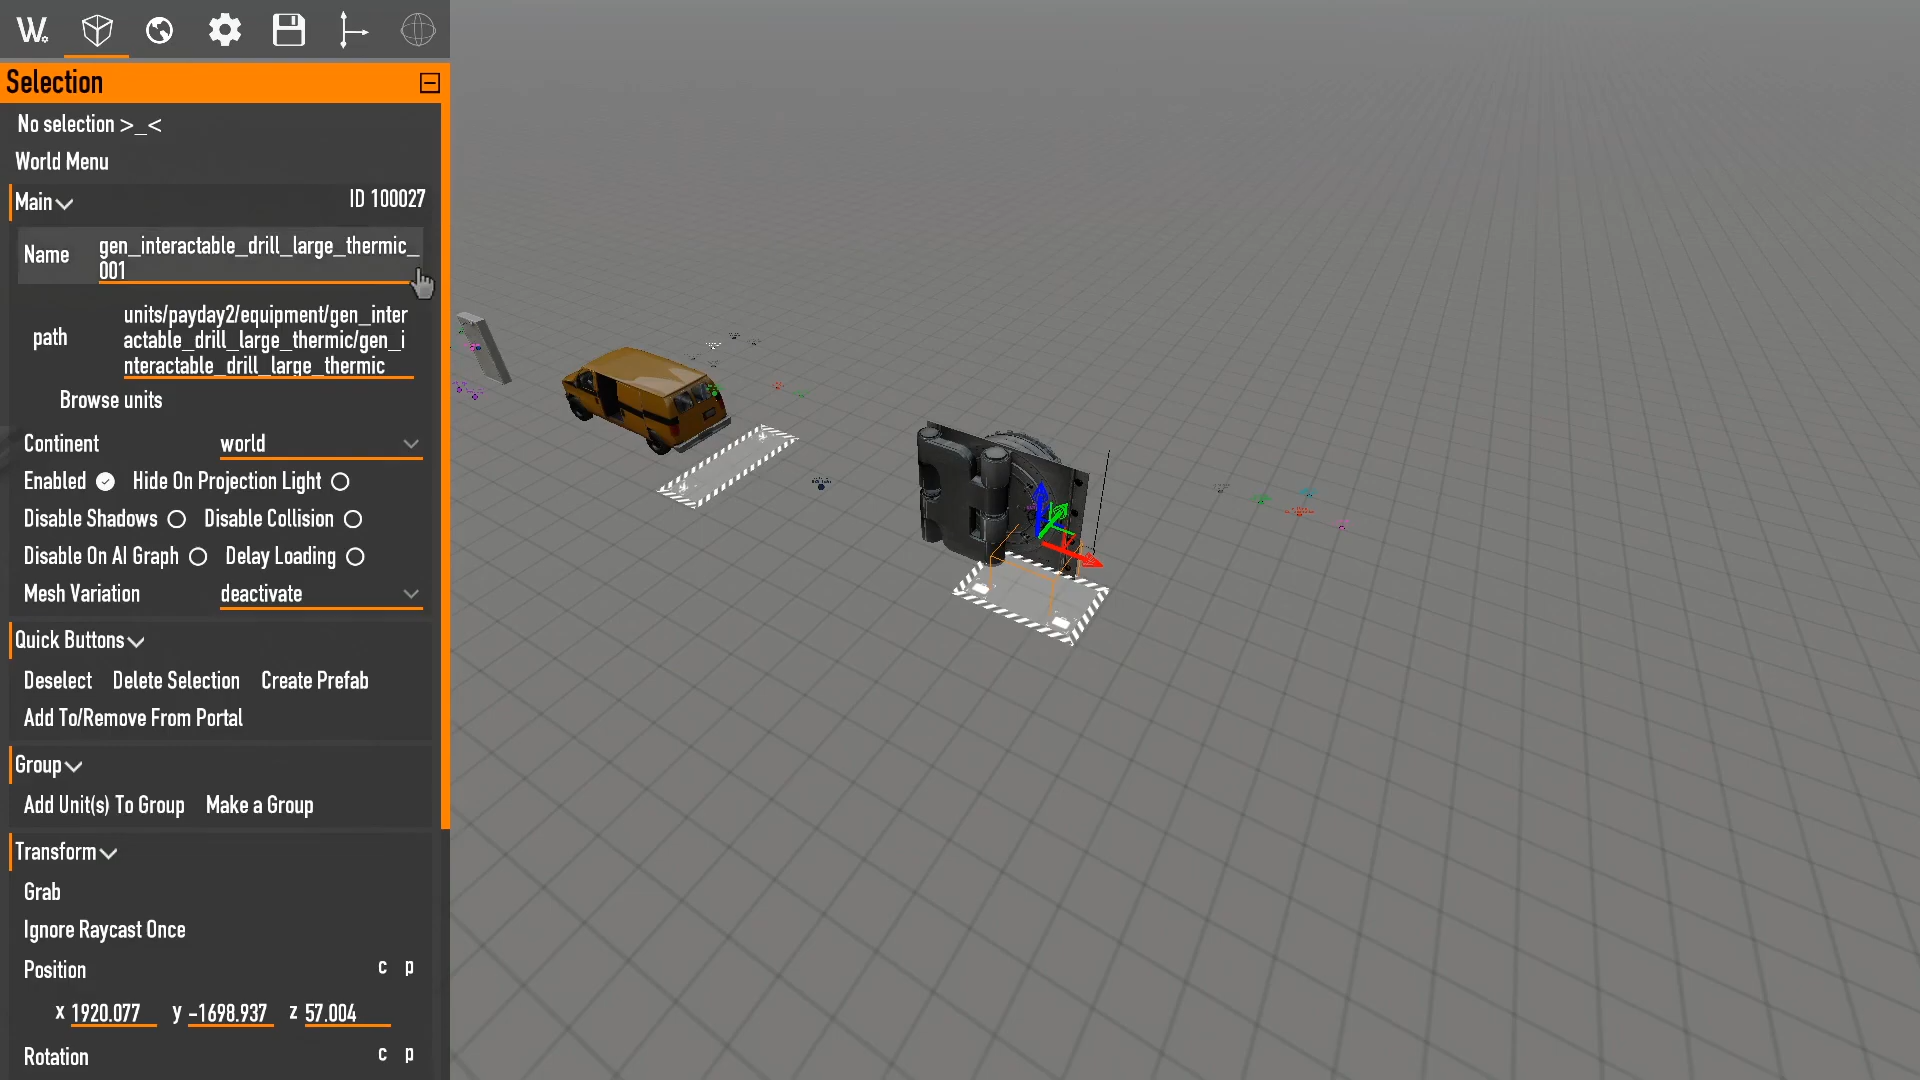 W.
Selection
No selection >_<
World Menu
Main
ID 100027
Name
gen_interactable_drill_large_thermic_
001
path
units/payday2/equipment/gen_inter
actable_drill_large_thermic/gen_i
nteractable_drill_large_thermic
Browse units
Continent world
Enabled Hide On Projection Light
Disable Shadows Disable Collision
Disable On AI Graph Delay Loading
Mesh Variation deactivate
Quick Buttons
Deselect Delete Selection Create Prefab
Add To/Remove From Portal
Group
Add Unit(s) To Group Make a Group
Transform
Grab
Ignore Raycast Once
Position c p
x 1920.077 y -1698.937 z 57.004
Rotation c p